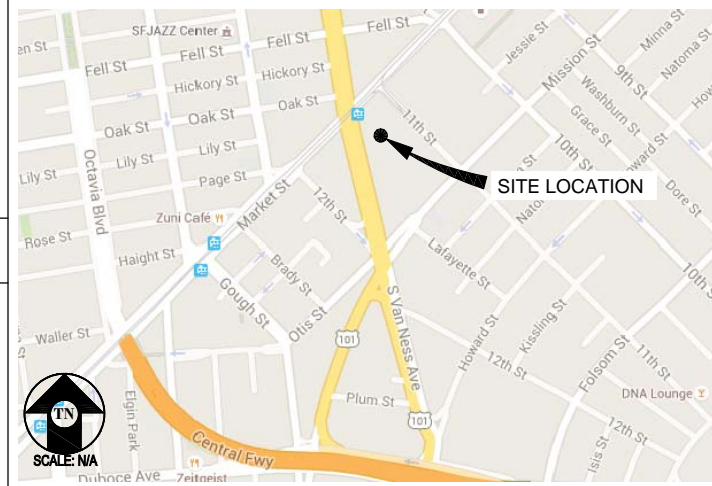 SFJAZZ Center
Fell St
Fell St
Fell St
Fell St
Hickory St
Hickory St
Oak St
Oak St
Oak St
Lily St
Lily St
Lily St
Page St
Octavia Blvd
Market St
Zuni Café
Rose St
Haight St
Gough St
Brady St
12th St
Otis St
Waller St
Elgin Park
Central Fwy
Duboce Ave
Zeitgeist
Plum St
101
101
S Van Ness Ave
Lafayette St
Howard St
Kissling St
12th St
12th St
Folsom St
11th St
11th St
Isis St
DNA Lounge
Jessie St
Mission St
Minna St
Natoma St
9th St
Washburn St
Grace St
10th St
10th St
Howard St
Dore St
SITE LOCATION
TN
SCALE: N/A